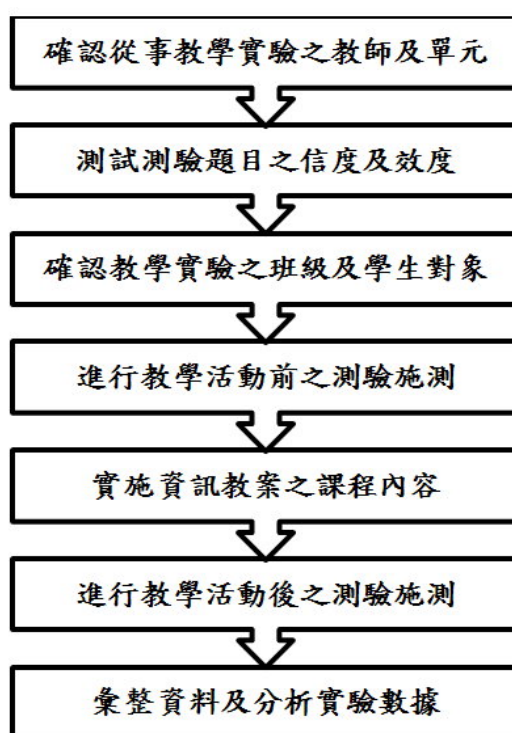 確認從事教學實驗之教師及單元
測試測驗題目之信度及效度
確認教學實驗之班級及學生對象
進行教學活動前之測驗施測
實施資訊教案之課程內容
進行教學活動後之測驗施測
彙整資料及分析實驗數據